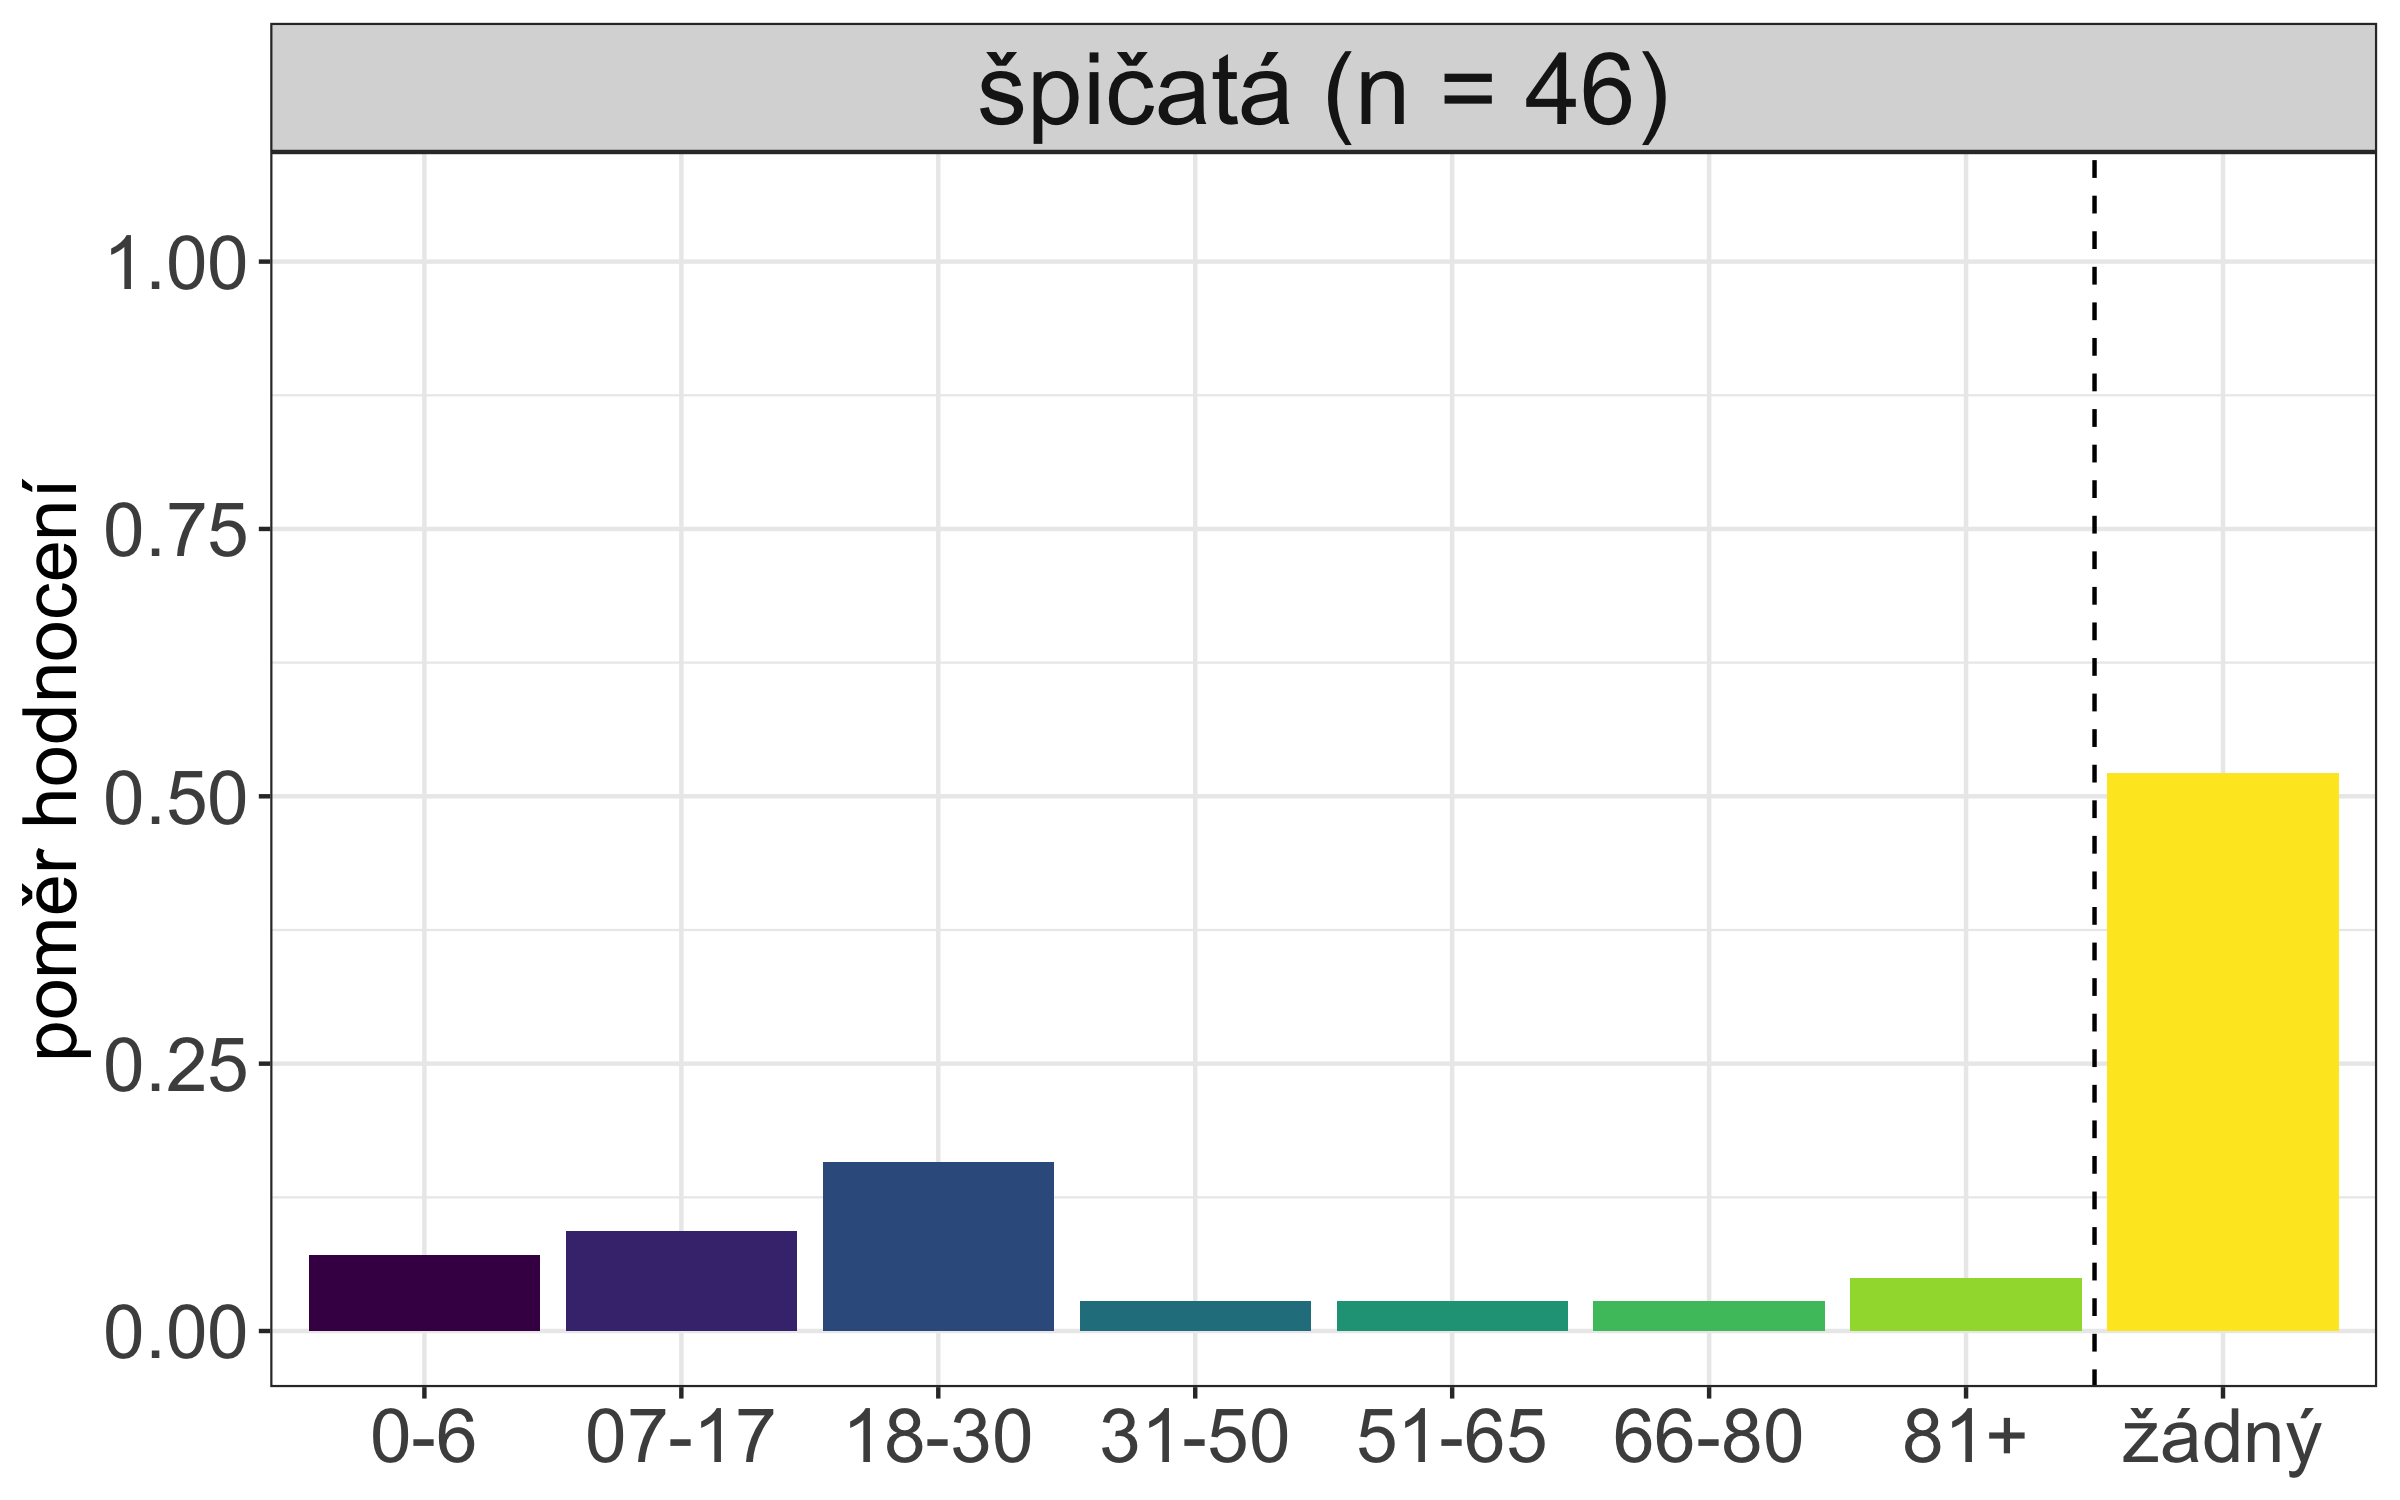 špičatá (n = 46)
poměr hodnocení
1.00
0.75
0.50
0.25
0.00
0-6 07-17 18-30 31-50 51-65 66-80 81+ žádný